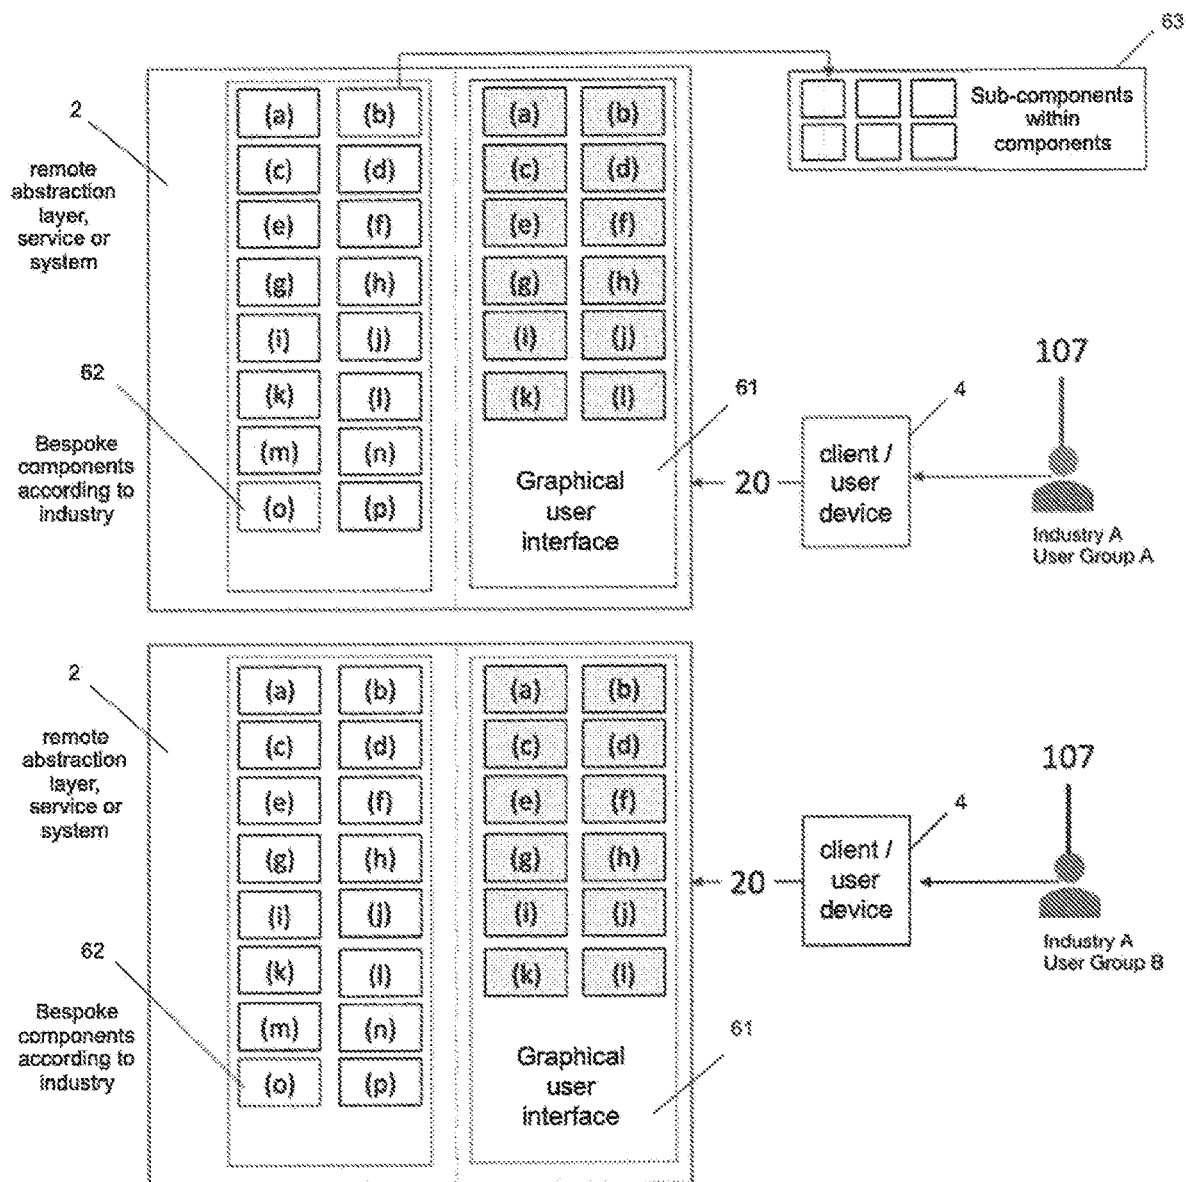 63
Sub-components
within
components
2
remote
abstraction
layer,
service or
system
(a) (b) (a) (b)
(c) (d) (c) (d)
(e) (f) (e) (f)
(g) (h) (g) (h)
(i) (j) (i) (j)
(k) (l) (k) (l)
(m) (n)
(o) (p)
62
Bespoke
components
according to
industry
61
Graphical
user
interface
20
4
client /
user
device
107
Industry A
User Group A
2
remote
abstraction
layer,
service or
system
(a) (b) (a) (b)
(c) (d) (c) (d)
(e) (f) (e) (f)
(g) (h) (g) (h)
(i) (j) (i) (j)
(k) (l) (k) (l)
(m) (n)
(o) (p)
62
Bespoke
components
according to
industry
61
Graphical
user
interface
20
4
client /
user
device
107
Industry A
User Group B